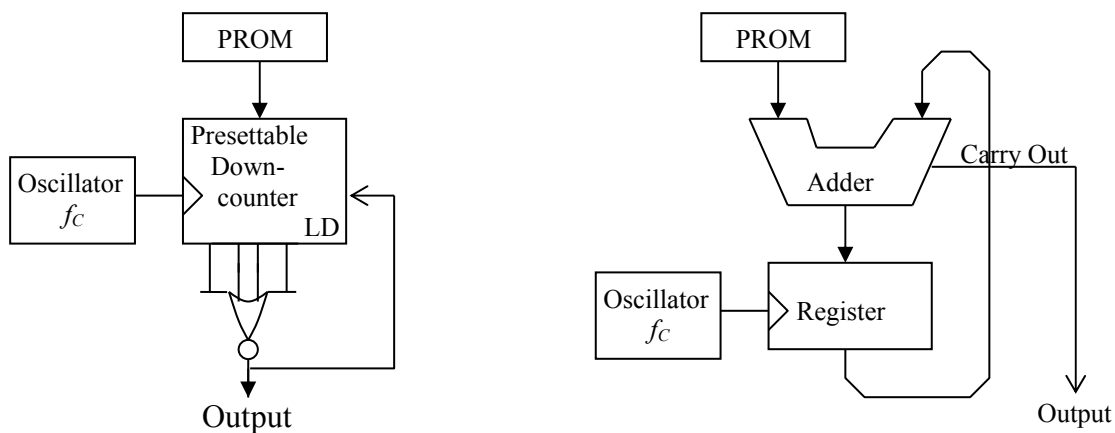 PROM
Presettable
Down-
counter
LD
Oscillator
fC
Output
PROM
Carry Out
Adder
Oscillator
fC
Register
Output